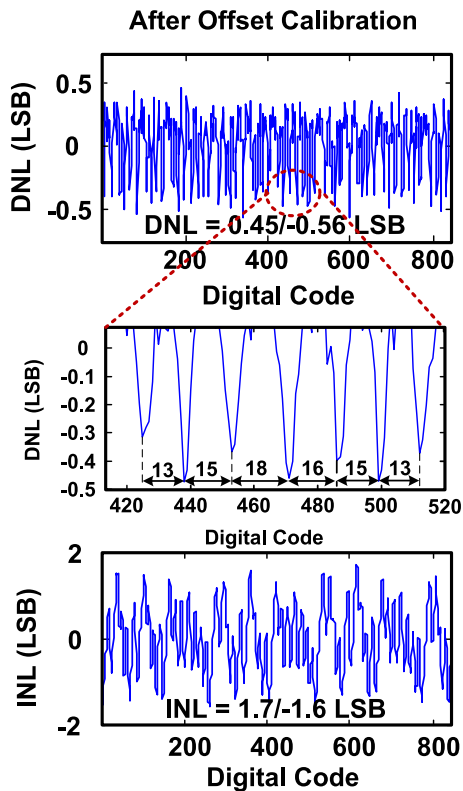 After Offset Calibration
0.5
0
-0.5
DNL (LSB)
DNL = 0.45/-0.56 LSB
200 400 600 800
Digital Code
0
-0.1
-0.2
-0.3
-0.4
-0.5
DNL (LSB)
13 15 18 16 15 13
420 440 460 480 500 520
Digital Code
2
0
-2
INL (LSB)
INL = 1.7/-1.6 LSB
200 400 600 800
Digital Code